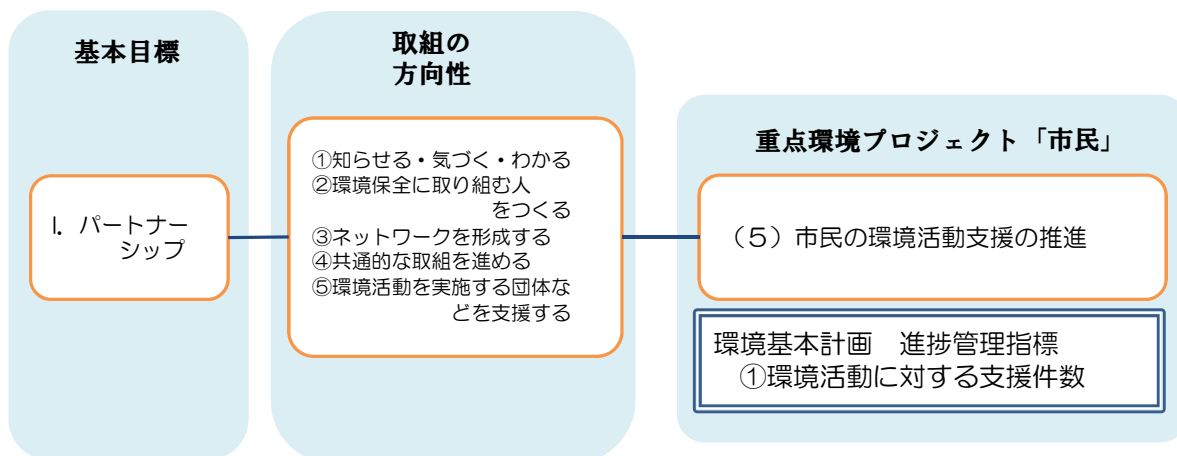 基本目標
Ⅰ. パートナー
シップ
取組の
方向性
①知らせる・気づく・わかる
②環境保全に取り組む人
をつくる
③ネットワークを形成する
④共通的な取組を進める
⑤環境活動を実施する団体な
どを支援する
重点環境プロジェクト「市民」
（５）市民の環境活動支援の推進
環境基本計画　進捗管理指標
①環境活動に対する支援件数